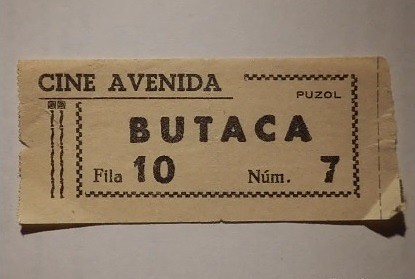 CINE AVENIDA
PUZOL
BUTACA
Fila 10 Núm. 7